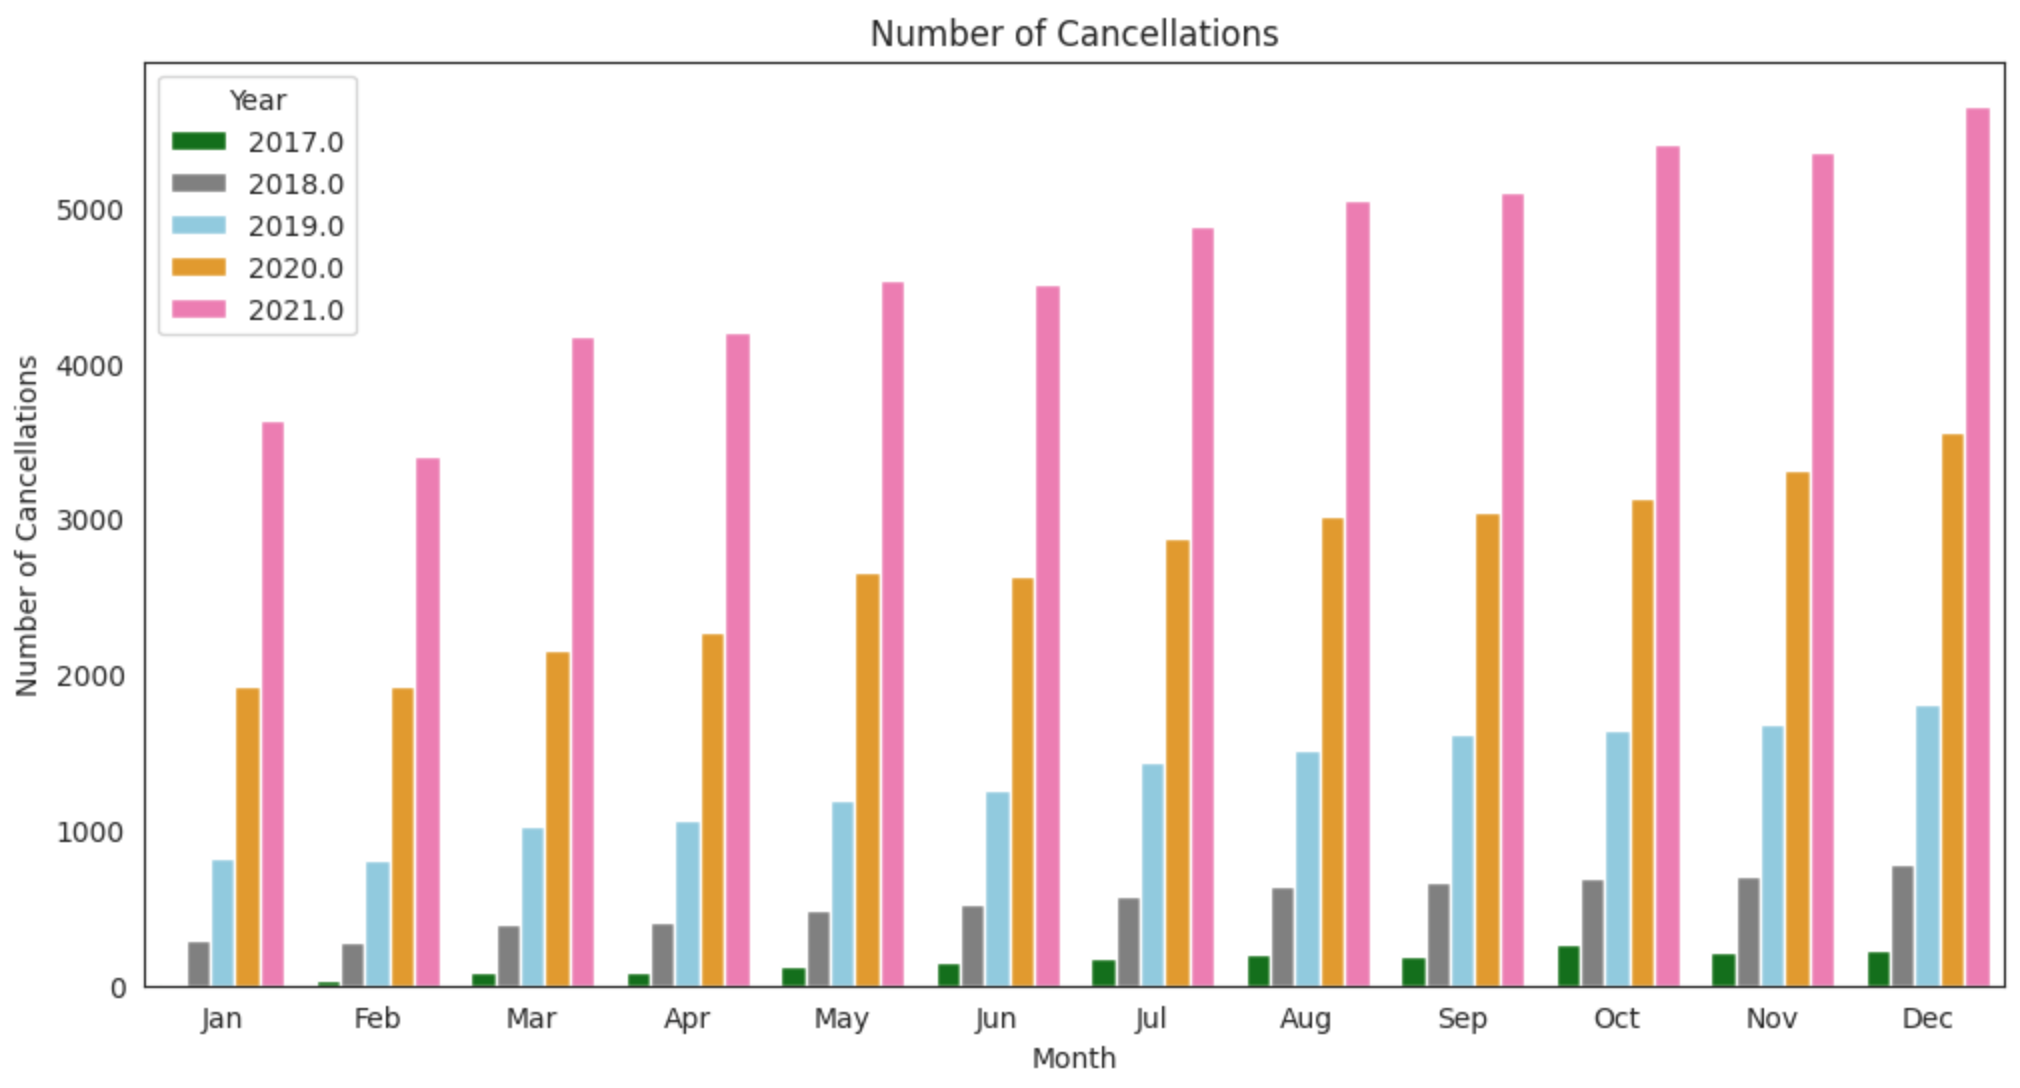 Number of Cancellations
Year
2017.0
2018.0
2019.0
2020.0
2021.0
Number of Cancellations
5000
4000
3000
2000
1000
0
Jan Feb Mar Apr May Jun Jul Aug Sep Oct Nov Dec
Month